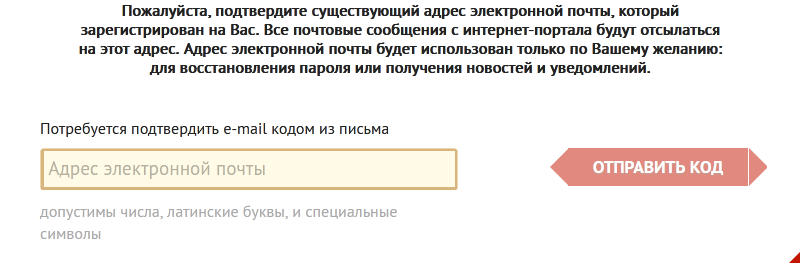 Пожалуйста, подтвердите существующий адрес электронной почты, который
зарегистрирован на Вас. Все почтовые сообщения с интернет-портала будут отсылаться
на этот адрес. Адрес электронной почты будет использован только по Вашему желанию:
для восстановления пароля или получения новостей и уведомлений.
Потребуется подтвердить e-mail кодом из письма
Адрес электронной почты
ОТПРАВИТЬ КОД
допустимы числа, латинские буквы, и специальные
символы